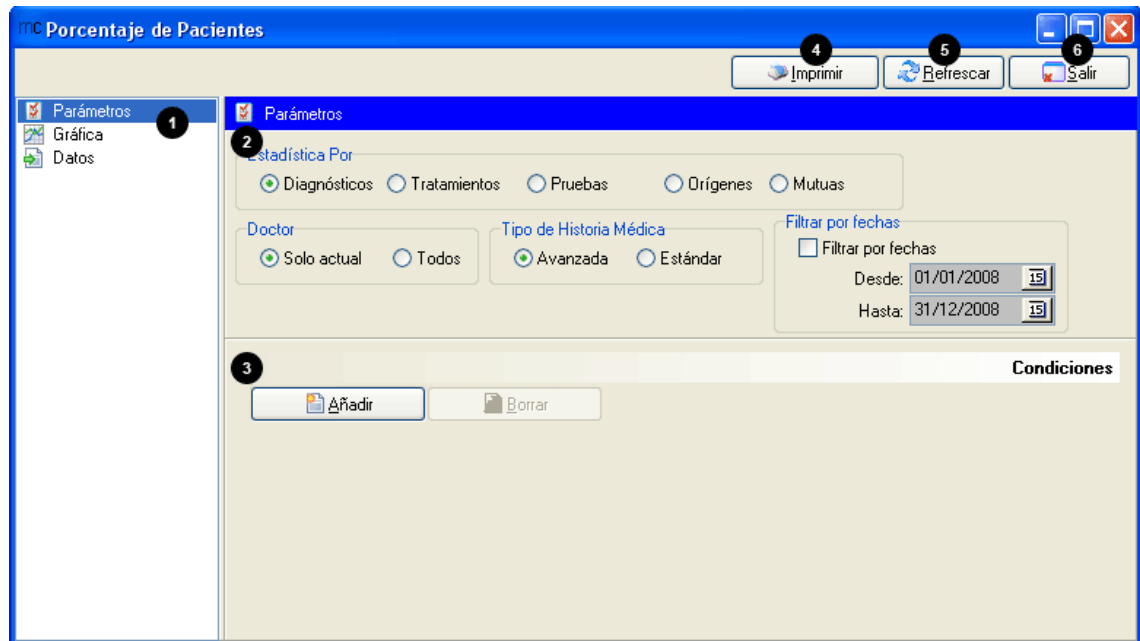 mc Porcentaje de Pacientes
4 5 6
Imprimir Refrescar Salir
Parámetros
1
Gráfica
Datos
Parámetros
2
Estadística Por
Diagnósticos Tratamientos Pruebas Orígenes Mutuas
Doctor
Solo actual Todos
Tipo de Historia Médica
Avanzada Estándar
Filtrar por fechas
Filtrar por fechas
Desde: 01/01/2008 15
Hasta: 31/12/2008 15
3
Condiciones
Añadir Borrar